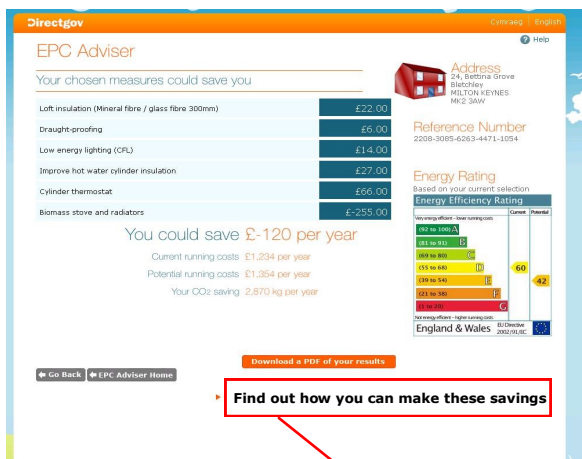 Directgov
Cymraeg | English
Help
EPC Adviser
Your chosen measures could save you
Loft insulation (Mineral fibre / glass fibre 300mm) £22.00
Draught-proofing £6.00
Low energy lighting (CFL) £14.00
Improve hot water cylinder insulation £27.00
Cylinder thermostat £66.00
Biomass stove and radiators £-255.00
You could save £-120 per year
Current running costs £1,234 per year
Potential running costs £1,354 per year
Your CO2 saving 2,870 kg per year
Address
24, Bettina Grove
Bletchley
MILTON KEYNES
MK2 3AW
Reference Number
2208-3085-6263-4471-1054
Energy Rating
Based on your current selection
Energy Efficiency Rating
Current Potential
Very energy efficient - lower running costs
(92 to 100) A
(81 to 91) B
(69 to 80) C
(55 to 68) D 60
(39 to 54) E 42
(21 to 38) F
(1 to 20) G
Not energy efficient - higher running costs
England & Wales EU Directive
2002/91/EC
Download a PDF of your results
Go Back EPC Adviser Home
Find out how you can make these savings